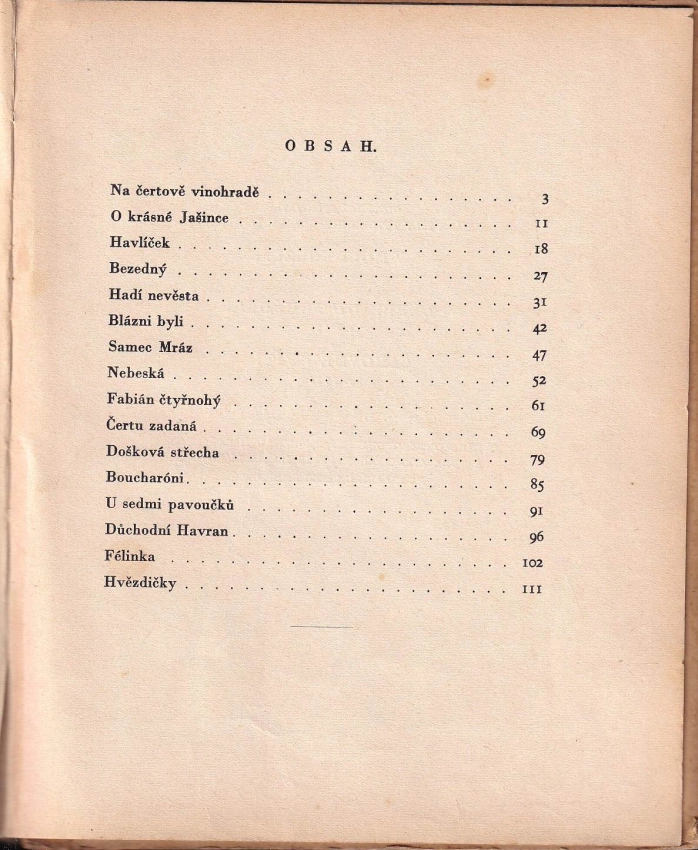 OBSAH.
Na čertově vinohradě . . . . . . . . . . . . . . . . . 3
O krásné Jašince . . . . . . . . . . . . . . . . . . 11
Havlíček . . . . . . . . . . . . . . . . . . . . . . 18
Bezedný . . . . . . . . . . . . . . . . . . . . . . 27
Hadí nevěsta . . . . . . . . . . . . . . . . . . . . 31
Blázni byli . . . . . . . . . . . . . . . . . . . . . 42
Samec Mráz . . . . . . . . . . . . . . . . . . . . 47
Nebeská . . . . . . . . . . . . . . . . . . . . . . 52
Fabián čtyřnohý . . . . . . . . . . . . . . . . . . 61
Čertu zadaná . . . . . . . . . . . . . . . . . . . . 69
Došková střecha . . . . . . . . . . . . . . . . . . 79
Boucharóni . . . . . . . . . . . . . . . . . . . . . 85
U sedmi pavoučků . . . . . . . . . . . . . . . . . 91
Důchodní Havran . . . . . . . . . . . . . . . . . . 96
Félinka . . . . . . . . . . . . . . . . . . . . . . 102
Hvězdičky . . . . . . . . . . . . . . . . . . . . . 111